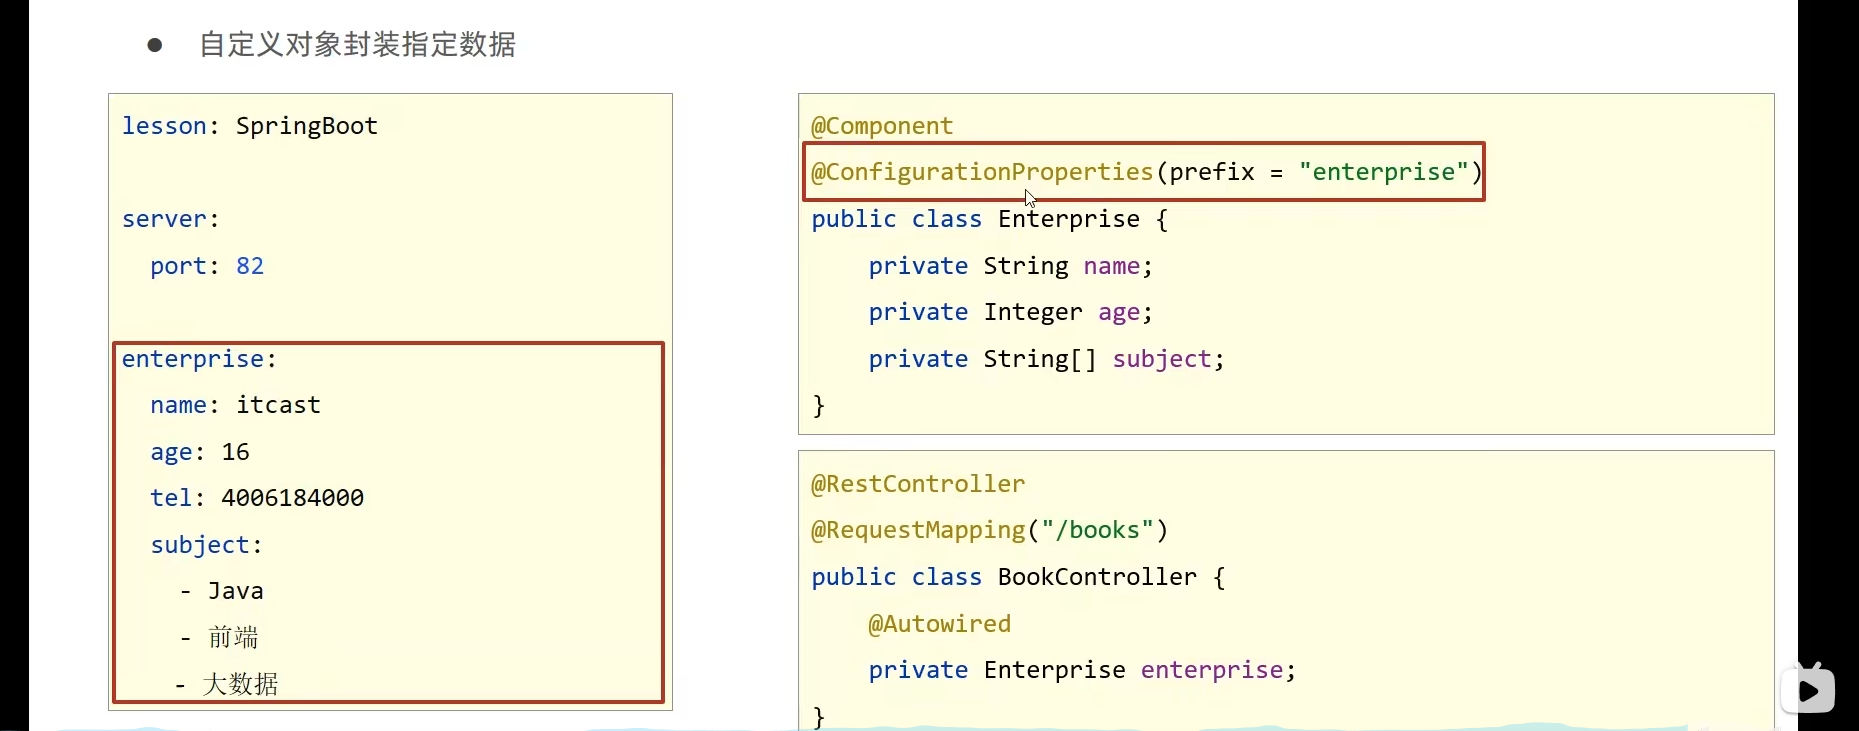 ● 自定义对象封装指定数据
lesson: SpringBoot
server:
  port: 82
enterprise:
  name: itcast
  age: 16
  tel: 4006184000
  subject:
    - Java
    - 前端
    - 大数据
@Component
@ConfigurationProperties(prefix = "enterprise")
public class Enterprise {
    private String name;
    private Integer age;
    private String[] subject;
}
@RestController
@RequestMapping("/books")
public class BookController {
    @Autowired
    private Enterprise enterprise;
}